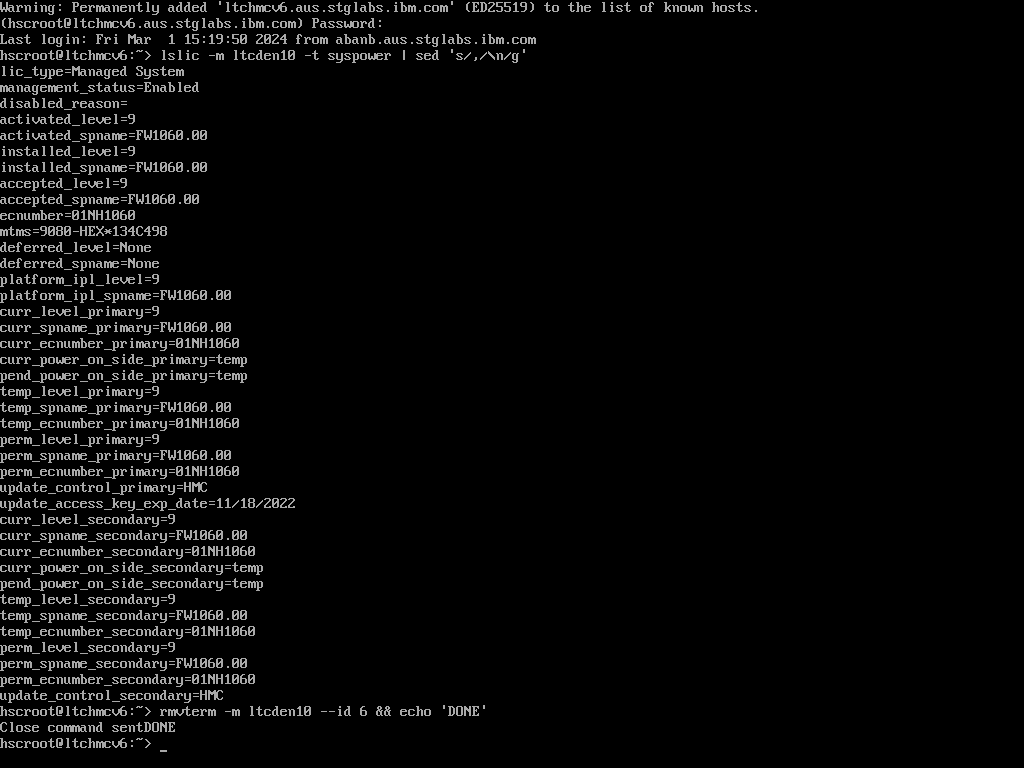 Warning: Permanently added 'ltchmcv6.aus.stglabs.ibm.com' (ED25519) to the list of known hosts.
(hscroot@ltchmcv6.aus.stglabs.ibm.com) Password:
Last login: Fri Mar  1 15:19:50 2024 from abanb.aus.stglabs.ibm.com
hscroot@ltchmcv6:~> lslic -m ltcden10 -t syspower | sed 's/,/\n/g'
lic_type=Managed System
management_status=Enabled
disabled_reason=
activated_level=9
activated_spname=FW1060.00
installed_level=9
installed_spname=FW1060.00
accepted_level=9
accepted_spname=FW1060.00
ecnumber=01NH1060
mtms=9080-HEX*134C498
deferred_level=None
deferred_spname=None
platform_ipl_level=9
platform_ipl_spname=FW1060.00
curr_level_primary=9
curr_spname_primary=FW1060.00
curr_ecnumber_primary=01NH1060
curr_power_on_side_primary=temp
pend_power_on_side_primary=temp
temp_level_primary=9
temp_spname_primary=FW1060.00
temp_ecnumber_primary=01NH1060
perm_level_primary=9
perm_spname_primary=FW1060.00
perm_ecnumber_primary=01NH1060
update_control_primary=HMC
update_access_key_exp_date=11/18/2022
curr_level_secondary=9
curr_spname_secondary=FW1060.00
curr_ecnumber_secondary=01NH1060
curr_power_on_side_secondary=temp
pend_power_on_side_secondary=temp
temp_level_secondary=9
temp_spname_secondary=FW1060.00
temp_ecnumber_secondary=01NH1060
perm_level_secondary=9
perm_spname_secondary=FW1060.00
perm_ecnumber_secondary=01NH1060
update_control_secondary=HMC
hscroot@ltchmcv6:~> rmvterm -m ltcden10 --id 6 && echo 'DONE'
Close command sentDONE
hscroot@ltchmcv6:~> _